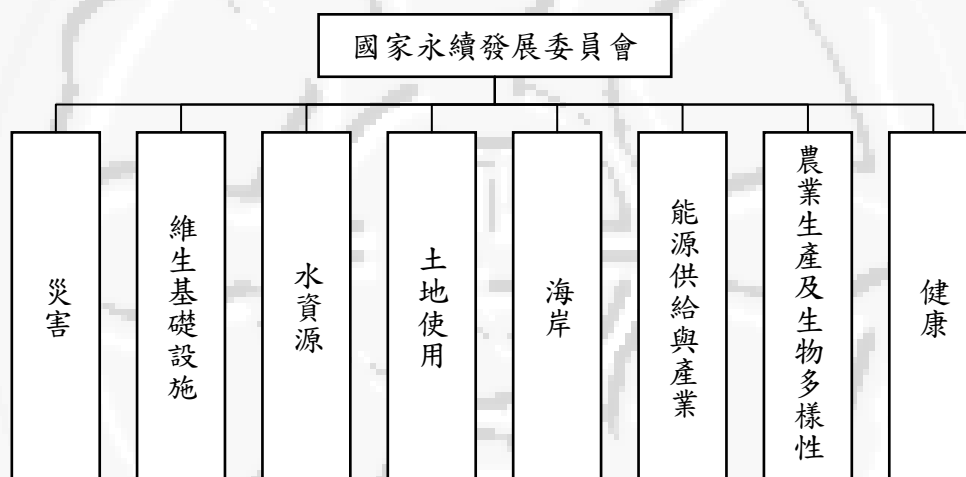 國家永續發展委員會
災害
維生基礎設施
水資源
土地使用
海岸
能源供給與產業
農業生產及生物多樣性
健康